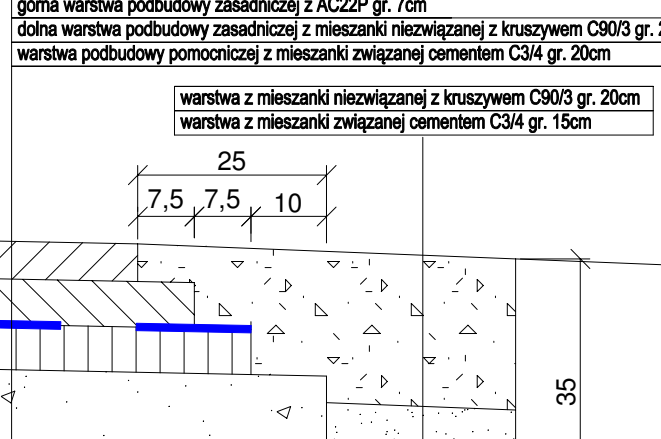 górna warstwa podbudowy zasadniczej z AC22P gr. 7cm
dolna warstwa podbudowy zasadniczej z mieszanki niezwiązanej z kruszywem C90/3 gr.
warstwa podbudowy pomocniczej z mieszanki związanej cementem C3/4 gr. 20cm
warstwa z mieszanki niezwiązanej z kruszywem C90/3 gr. 20cm
warstwa z mieszanki związanej cementem C3/4 gr. 15cm
25
7,5 7,5 10
35